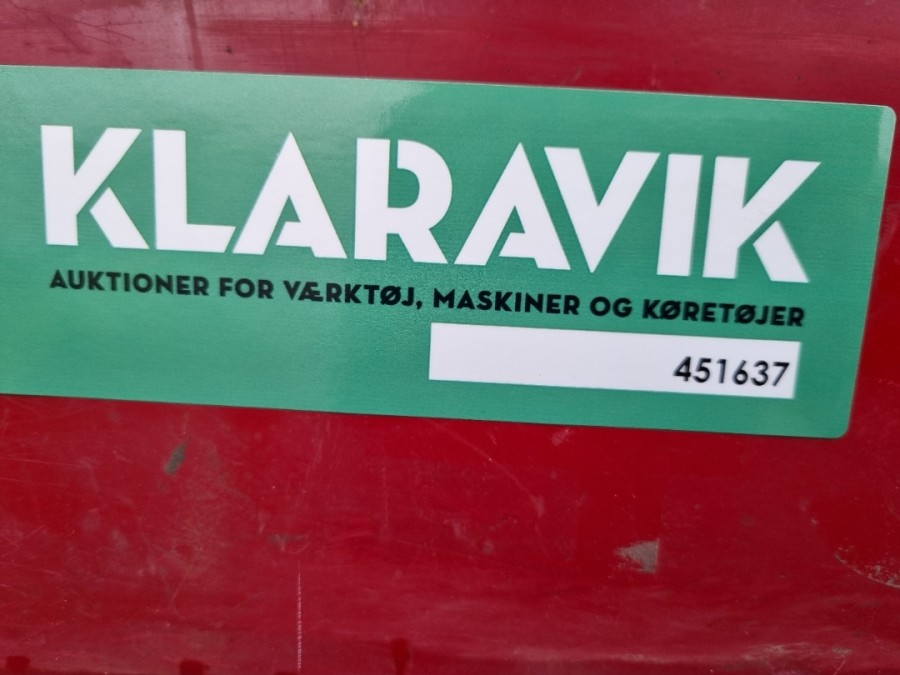 KLARAVIK
AUKTIONER FOR VÆRKTØJ, MASKINER OG KØRETØJER
451637